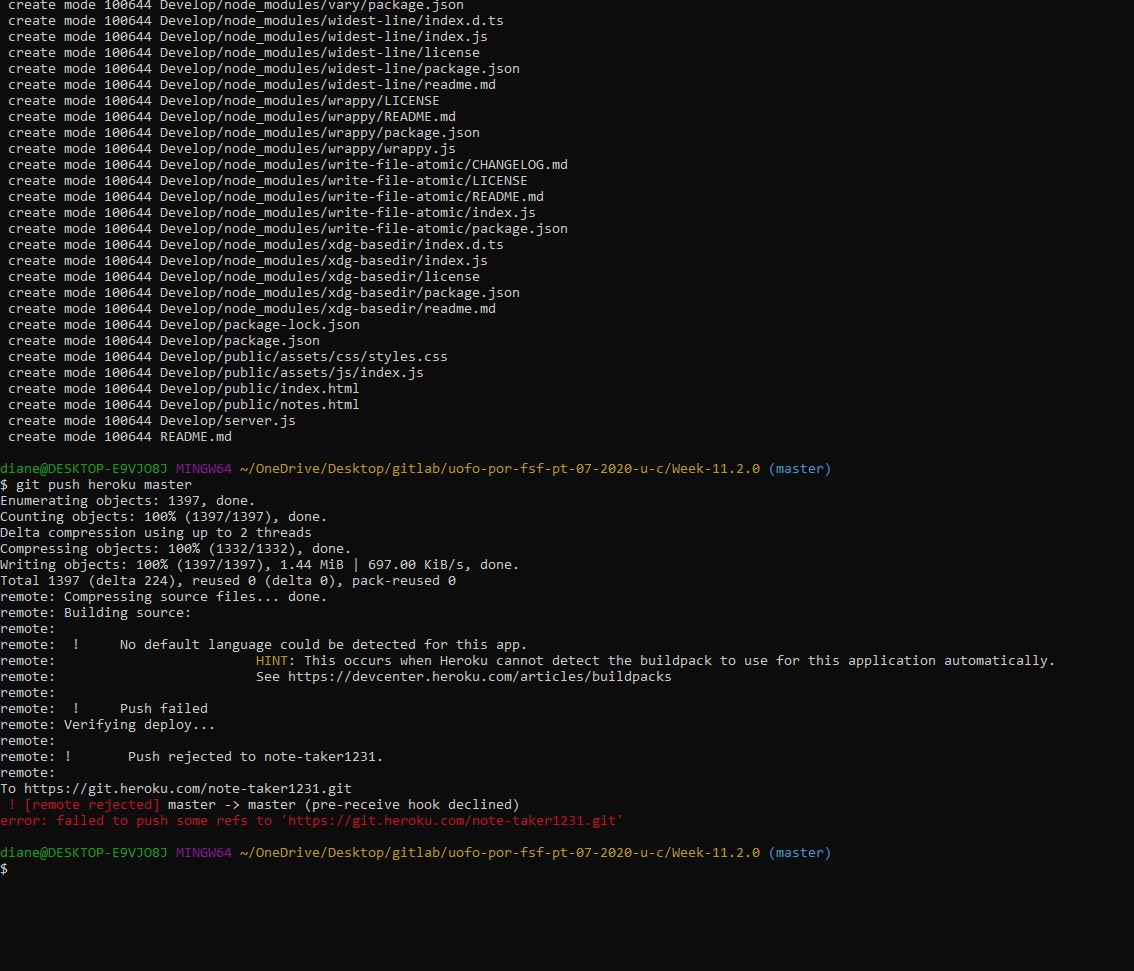 create mode 100644 Develop/node_modules/vary/package.json
create mode 100644 Develop/node_modules/widest-line/index.d.ts
create mode 100644 Develop/node_modules/widest-line/index.js
create mode 100644 Develop/node_modules/widest-line/license
create mode 100644 Develop/node_modules/widest-line/package.json
create mode 100644 Develop/node_modules/widest-line/readme.md
create mode 100644 Develop/node_modules/wrappy/LICENSE
create mode 100644 Develop/node_modules/wrappy/README.md
create mode 100644 Develop/node_modules/wrappy/package.json
create mode 100644 Develop/node_modules/wrappy/wrappy.js
create mode 100644 Develop/node_modules/write-file-atomic/CHANGELOG.md
create mode 100644 Develop/node_modules/write-file-atomic/LICENSE
create mode 100644 Develop/node_modules/write-file-atomic/README.md
create mode 100644 Develop/node_modules/write-file-atomic/index.js
create mode 100644 Develop/node_modules/write-file-atomic/package.json
create mode 100644 Develop/node_modules/xdg-basedir/index.d.ts
create mode 100644 Develop/node_modules/xdg-basedir/index.js
create mode 100644 Develop/node_modules/xdg-basedir/license
create mode 100644 Develop/node_modules/xdg-basedir/package.json
create mode 100644 Develop/node_modules/xdg-basedir/readme.md
create mode 100644 Develop/package-lock.json
create mode 100644 Develop/package.json
create mode 100644 Develop/public/assets/css/styles.css
create mode 100644 Develop/public/assets/js/index.js
create mode 100644 Develop/public/index.html
create mode 100644 Develop/public/notes.html
create mode 100644 Develop/server.js
create mode 100644 README.md
diane@DESKTOP-E9VJO8J MINGW64 ~/OneDrive/Desktop/gitlab/uofo-por-fsf-pt-07-2020-u-c/Week-11.2.0 (master)
$ git push heroku master
Enumerating objects: 1397, done.
Counting objects: 100% (1397/1397), done.
Delta compression using up to 2 threads
Compressing objects: 100% (1332/1332), done.
Writing objects: 100% (1397/1397), 1.44 MiB | 697.00 KiB/s, done.
Total 1397 (delta 224), reused 0 (delta 0), pack-reused 0
remote: Compressing source files... done.
remote: Building source:
remote:
remote:  !     No default language could be detected for this app.
remote:                         HINT: This occurs when Heroku cannot detect the buildpack to use for this application automatically.
remote:                         See https://devcenter.heroku.com/articles/buildpacks
remote:
remote:  !     Push failed
remote: Verifying deploy...
remote:
remote: !       Push rejected to note-taker1231.
remote:
To https://git.heroku.com/note-taker1231.git
! [remote rejected] master -> master (pre-receive hook declined)
error: failed to push some refs to 'https://git.heroku.com/note-taker1231.git'
diane@DESKTOP-E9VJO8J MINGW64 ~/OneDrive/Desktop/gitlab/uofo-por-fsf-pt-07-2020-u-c/Week-11.2.0 (master)
$